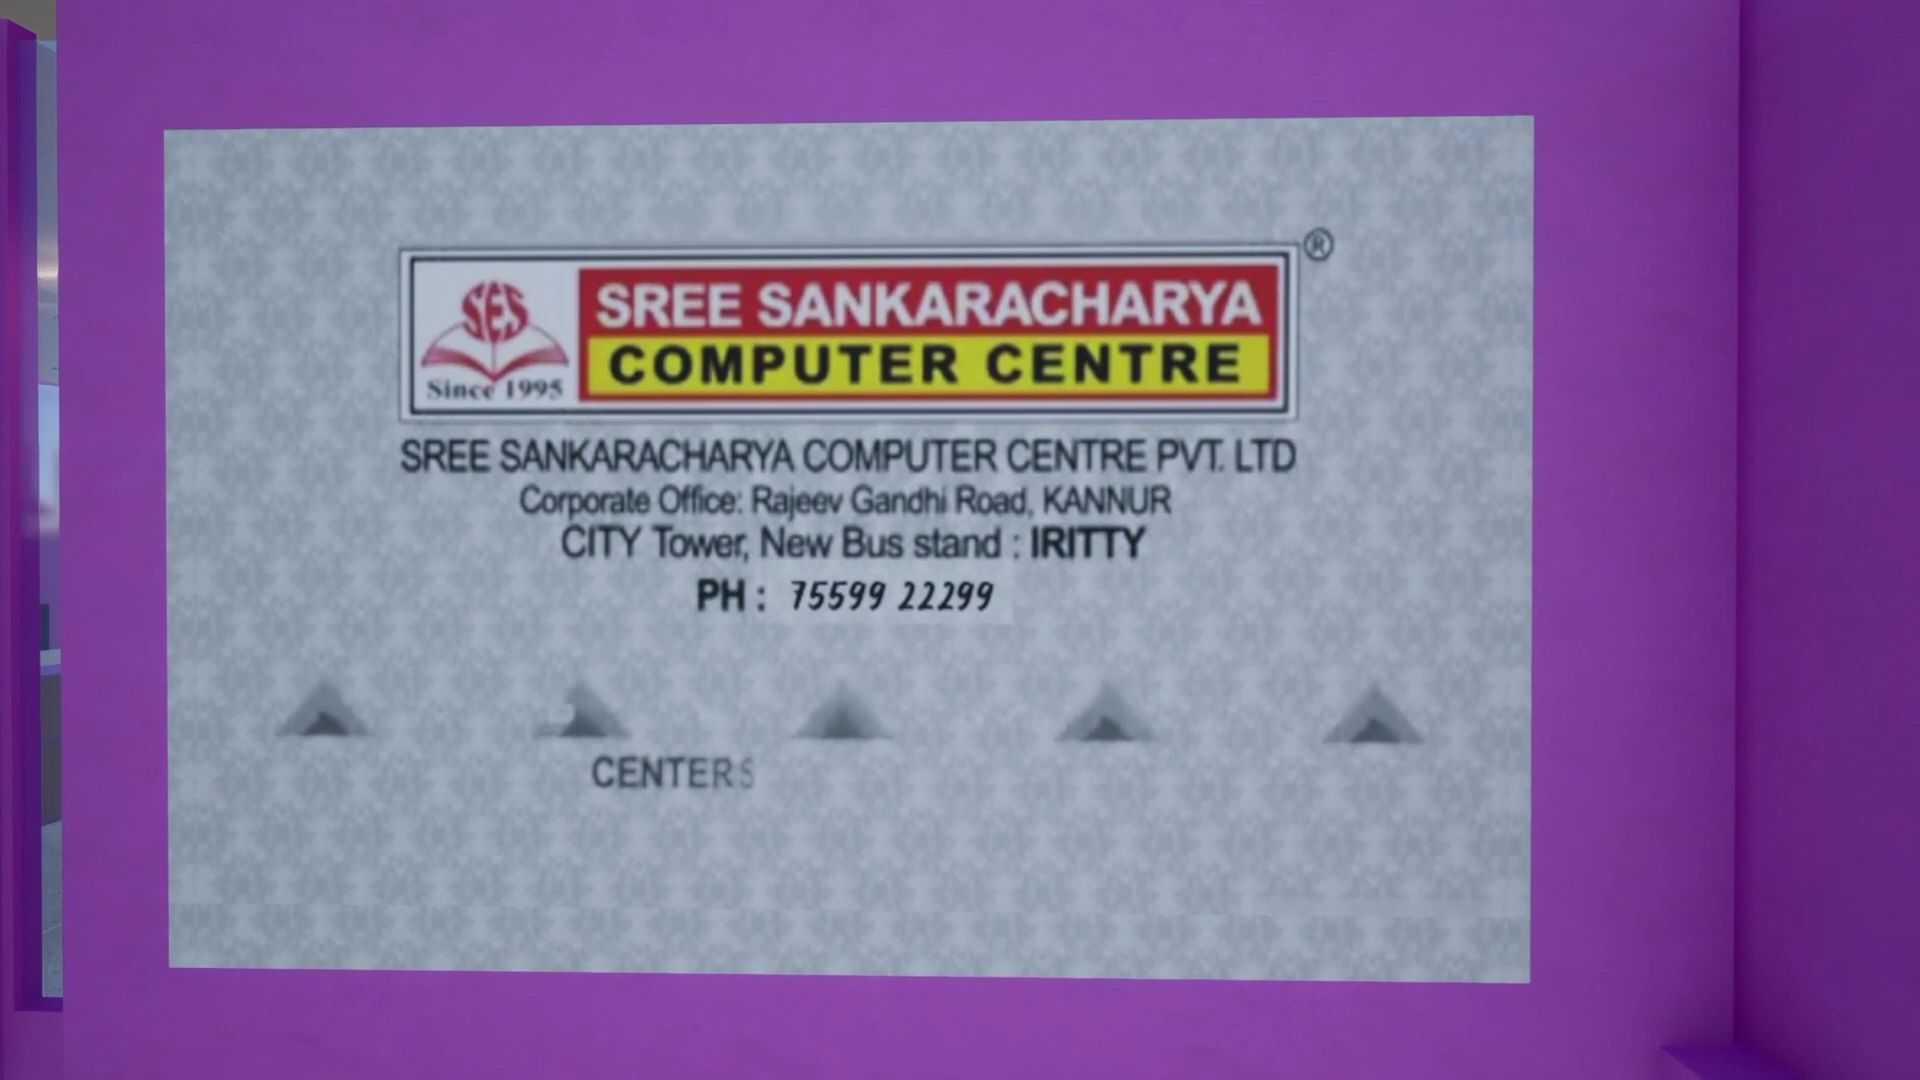 ®
SES
Since 1995
SREE SANKARACHARYA
COMPUTER CENTRE
SREE SANKARACHARYA COMPUTER CENTRE PVT. LTD
Corporate Office: Rajeev Gandhi Road, KANNUR
CITY Tower, New Bus stand : IRITTY
PH : 75599 22299
CENTERS